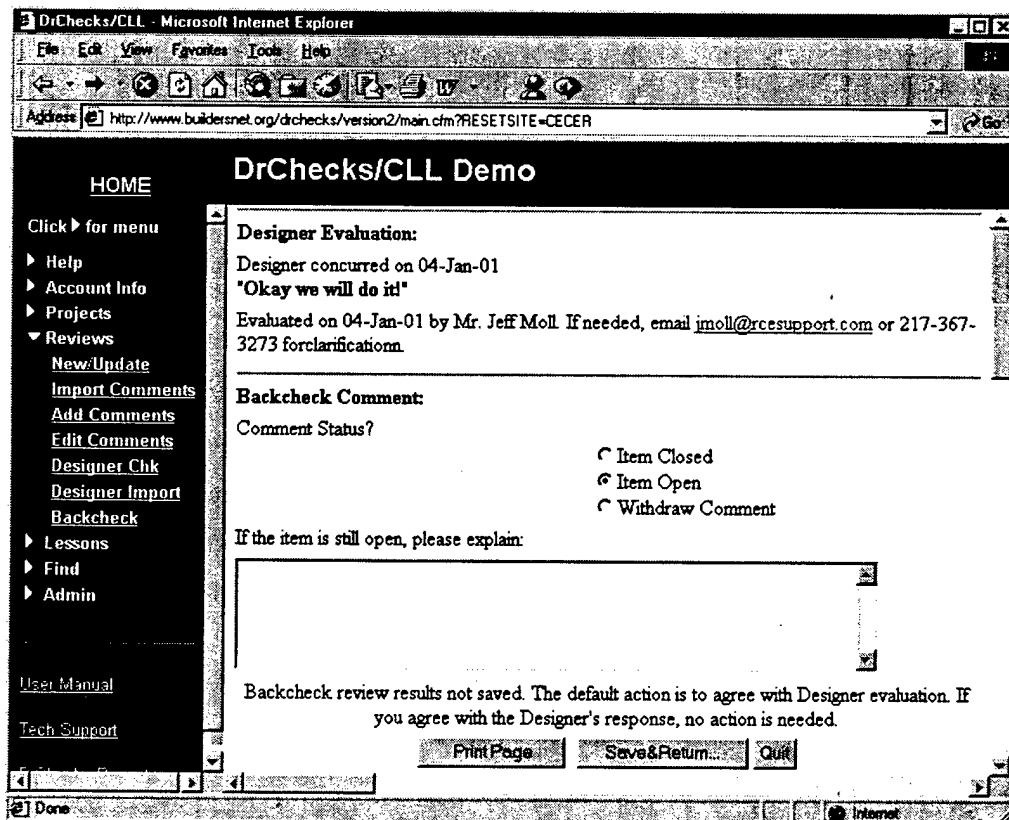 DrChecks/CLL - Microsoft Internet Explorer
File Edit View Favorites Tools Help
Address http://www.buildersnet.org/drchecks/version2/main.cfm?RESETSITE=CECER Go
HOME
DrChecks/CLL Demo
Click for menu
Help
Account Info
Projects
Reviews
New/Update
Import Comments
Add Comments
Edit Comments
Designer Chk
Designer Import
Backcheck
Lessons
Find
Admin
User Manual
Tech Support
Designer Evaluation:
Designer concurred on 04-Jan-01
"Okay we will do it!"
Evaluated on 04-Jan-01 by Mr. Jeff Moll. If needed, email jmoll@rcesupport.com or 217-367-
3273 forclarificationn.
Backcheck Comment:
Comment Status?
Item Closed
Item Open
Withdraw Comment
If the item is still open, please explain:
Backcheck review results not saved. The default action is to agree with Designer evaluation. If
you agree with the Designer's response, no action is needed.
Print Page Save&Return... Quit
Done Internet